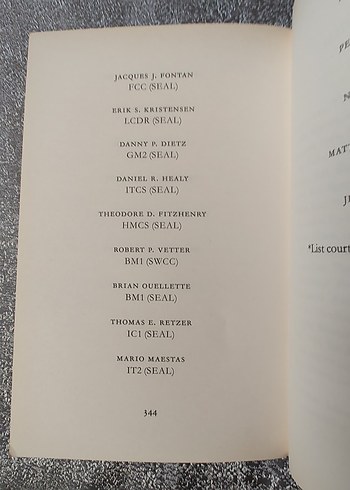 JACQUES J. FONTAN
FCC (SEAL)
ERIK S. KRISTENSEN
LCDR (SEAL)
DANNY P. DIETZ
GM2 (SEAL)
DANIEL R. HEALY
ITCS (SEAL)
THEODORE D. FITZHENRY
HMCS (SEAL)
ROBERT P. VETTER
BM1 (SWCC)
BRIAN OUELLETTE
BM1 (SEAL)
THOMAS E. RETZER
IC1 (SEAL)
MARIO MAESTAS
IT2 (SEAL)
344
MATT
*List court